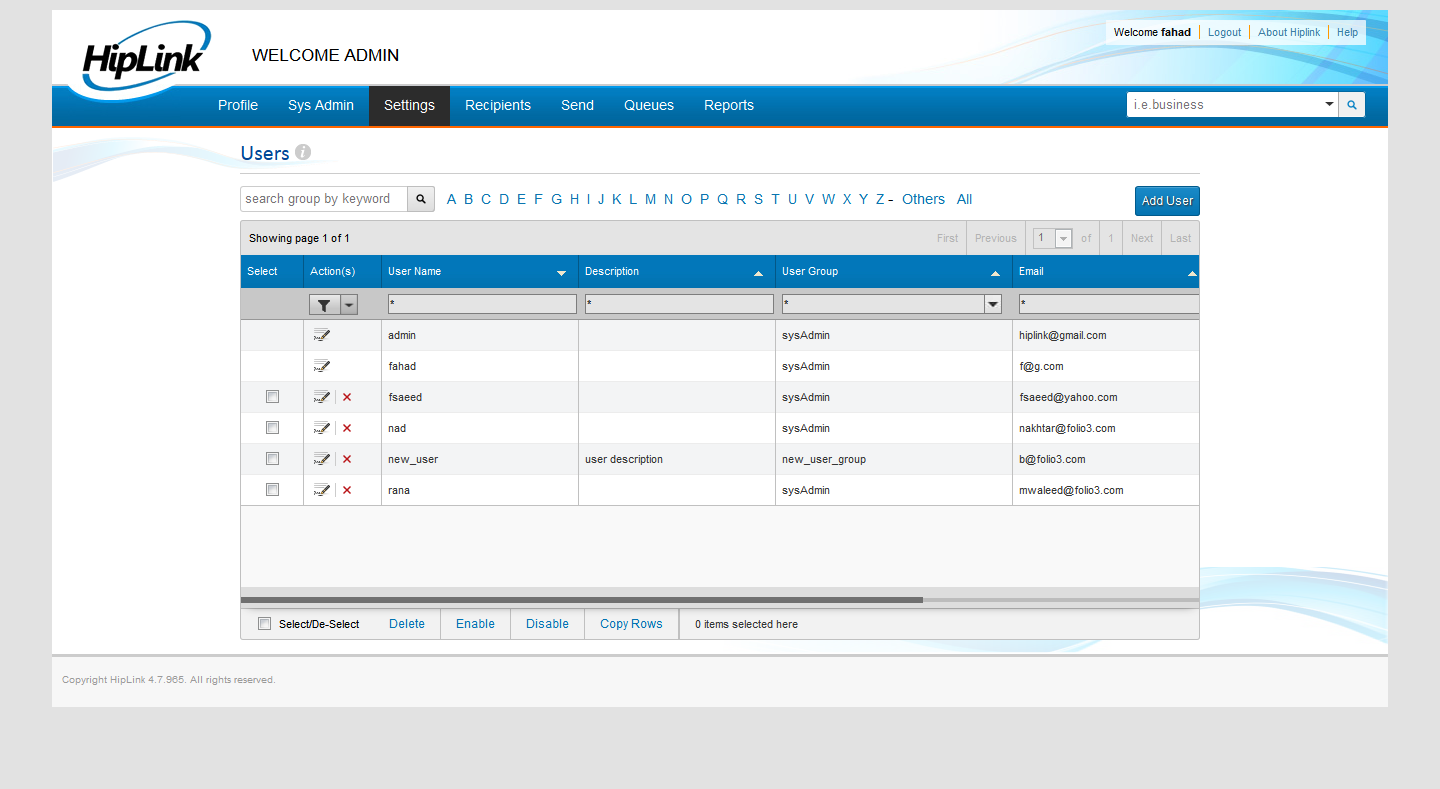 HipLink
WELCOME ADMIN
Welcome fahad Logout About Hiplink Help
Profile Sys Admin Settings Recipients Send Queues Reports i.e.business
Users i
search group by keyword A B C D E F G H I J K L M N O P Q R S T U V W X Y Z - Others All Add User
Showing page 1 of 1 First Previous 1 of 1 Next Last
Select Action(s) User Name Description User Group Email
* * * *
admin sysAdmin hiplink@gmail.com
fahad sysAdmin f@g.com
fsaeed sysAdmin fsaeed@yahoo.com
nad sysAdmin nakhtar@folio3.com
new_user user description new_user_group b@folio3.com
rana sysAdmin mwaleed@folio3.com
Select/De-Select Delete Enable Disable Copy Rows 0 items selected here
Copyright HipLink 4.7.965. All rights reserved.